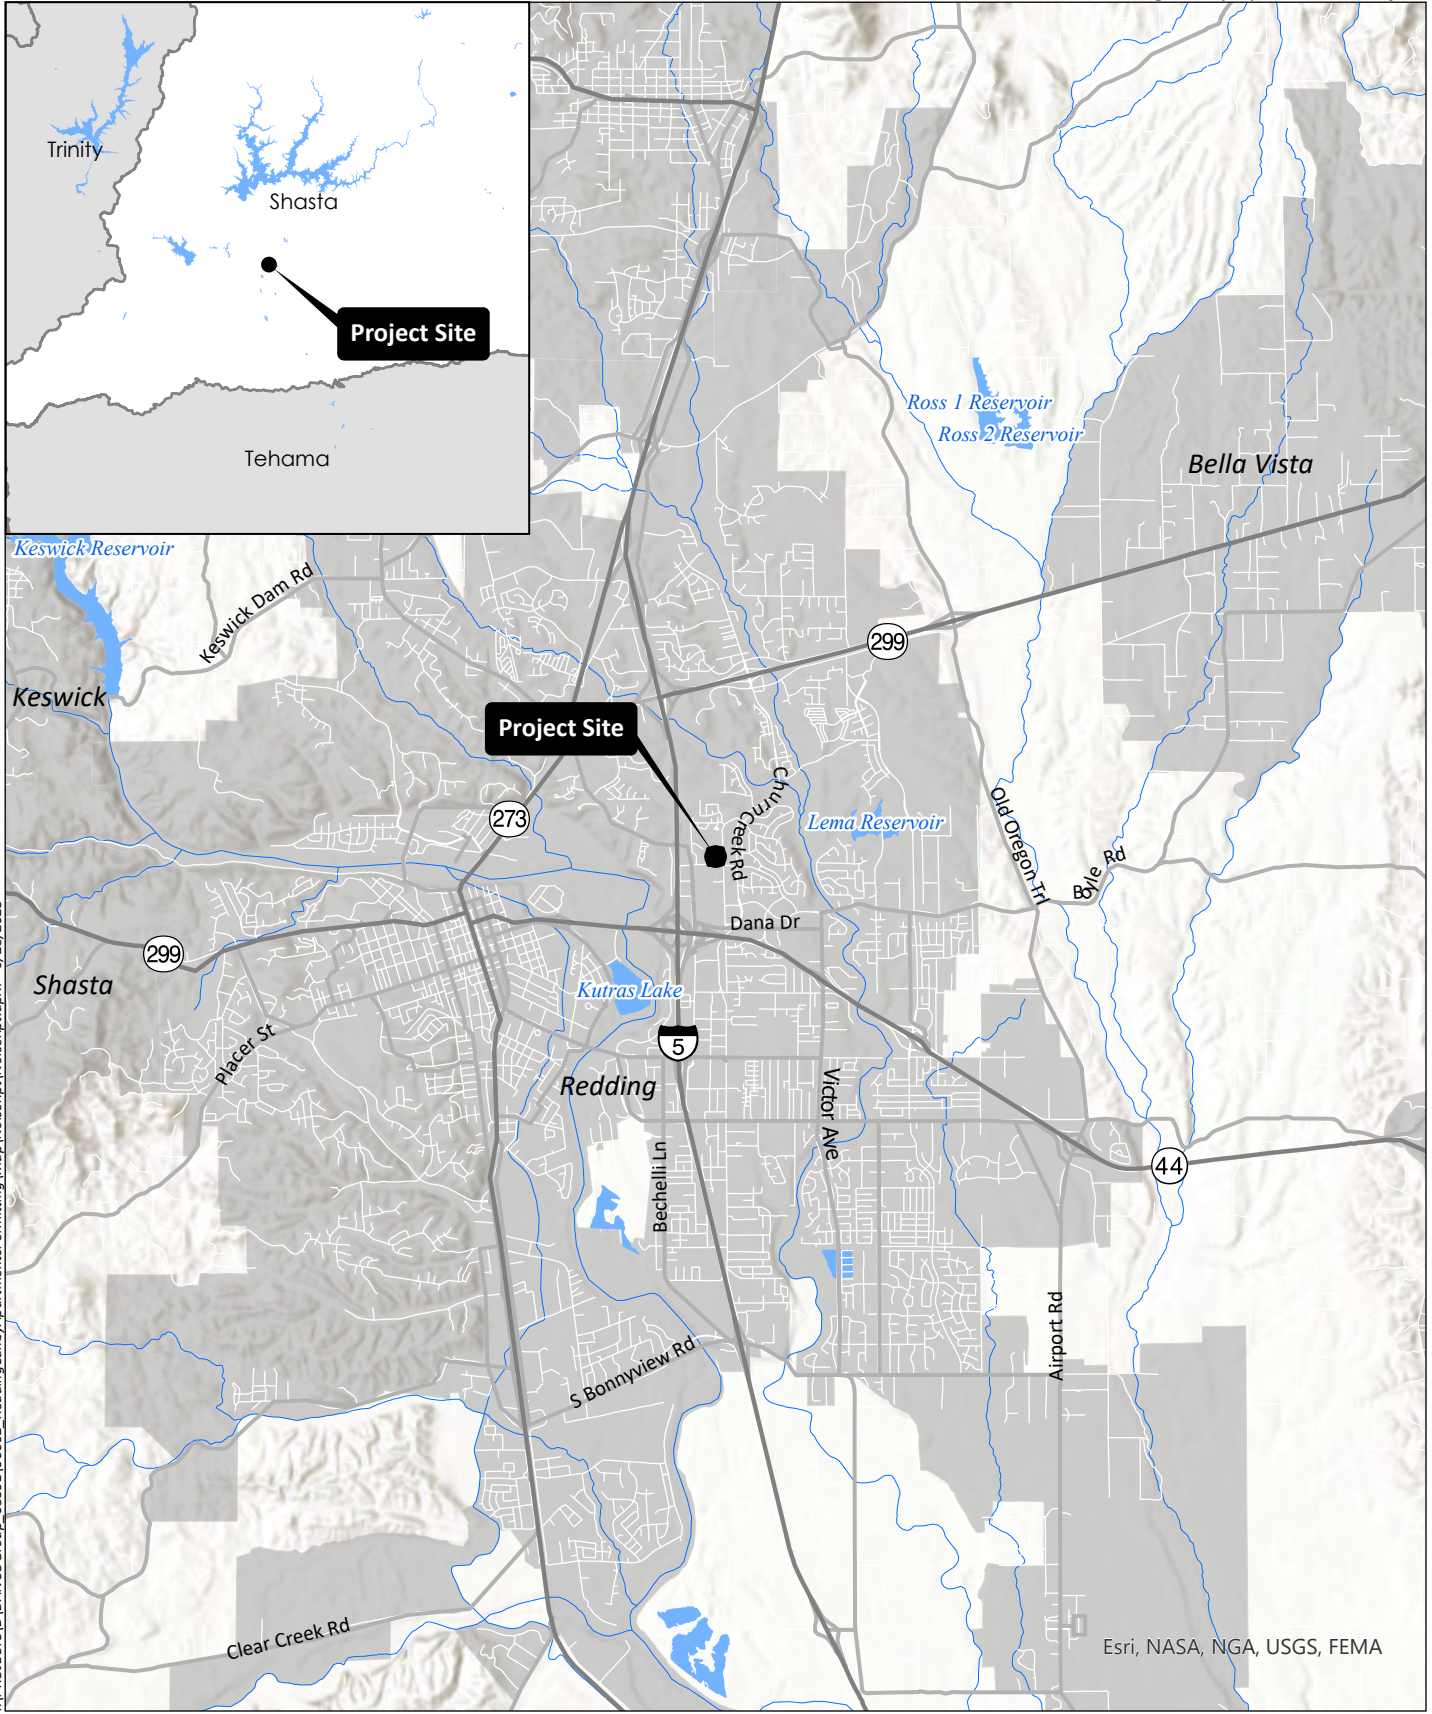 Trinity
Shasta
Project Site
Tehama
Ross 1 Reservoir
Ross 2 Reservoir
Bella Vista
Keswick Reservoir
Keswick Dam Rd
299
Keswick
Project Site
Churn Creek Rd
273
Lema Reservoir
Old Oregon Trl
Boyle Rd
Dana Dr
299
Shasta
Kutras Lake
5
Placer St
Redding
Victor Ave
Bechelli Ln
44
Airport Rd
S Bonnyview Rd
Clear Creek Rd
Esri, NASA, NGA, USGS, FEMA